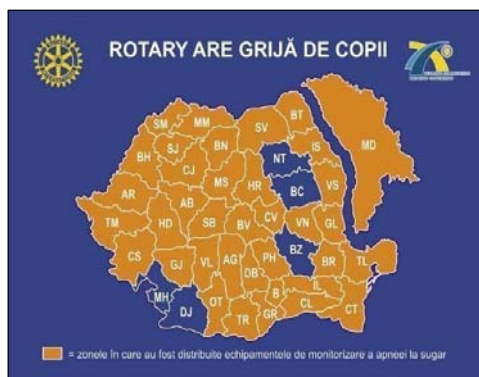 ROTARY ARE GRIJĂ DE COPII
SM
MM
SV
BT
MD
BH
SJ
BN
NT
IS
CJ
AR
MS
HR
BC
VS
AB
TM
HD
SB
BV
CV
VN
GL
CS
GJ
VL
AG
DB
PH
BZ
BR
TL
MH
DJ
OT
TR
B
GR
IL
CL
CT
= zonele în care au fost distribuite echipamentele de monitorizare a apneei la sugar